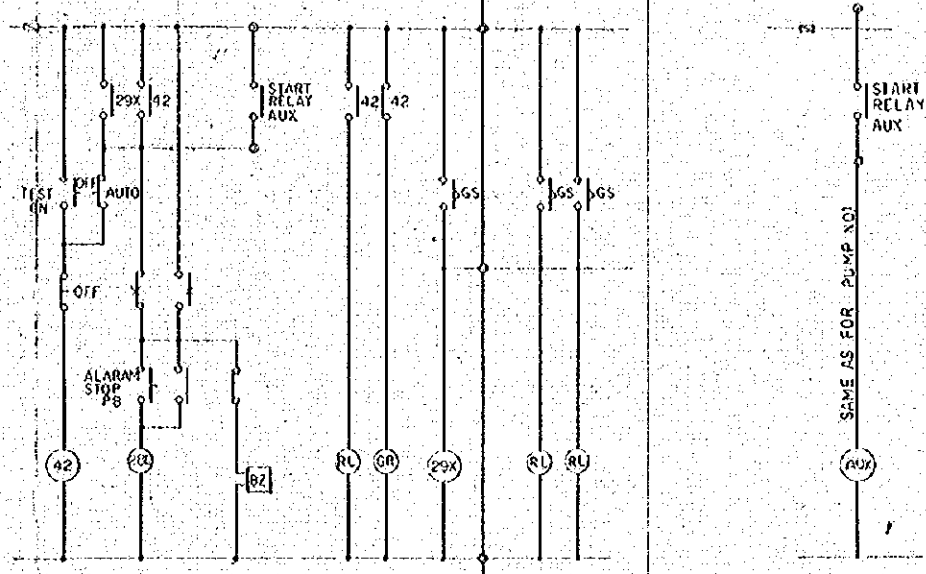 29X
42
START
RELAY
AUX
42
42
START
RELAY
AUX
TEST
ON
OFF
AUTO
GS
GS
GS
OFF
ALARAM
STOP
PB
SAME AS FOR PUMP NO1
42
RL
GR
29X
RL
RL
AUX
BZ